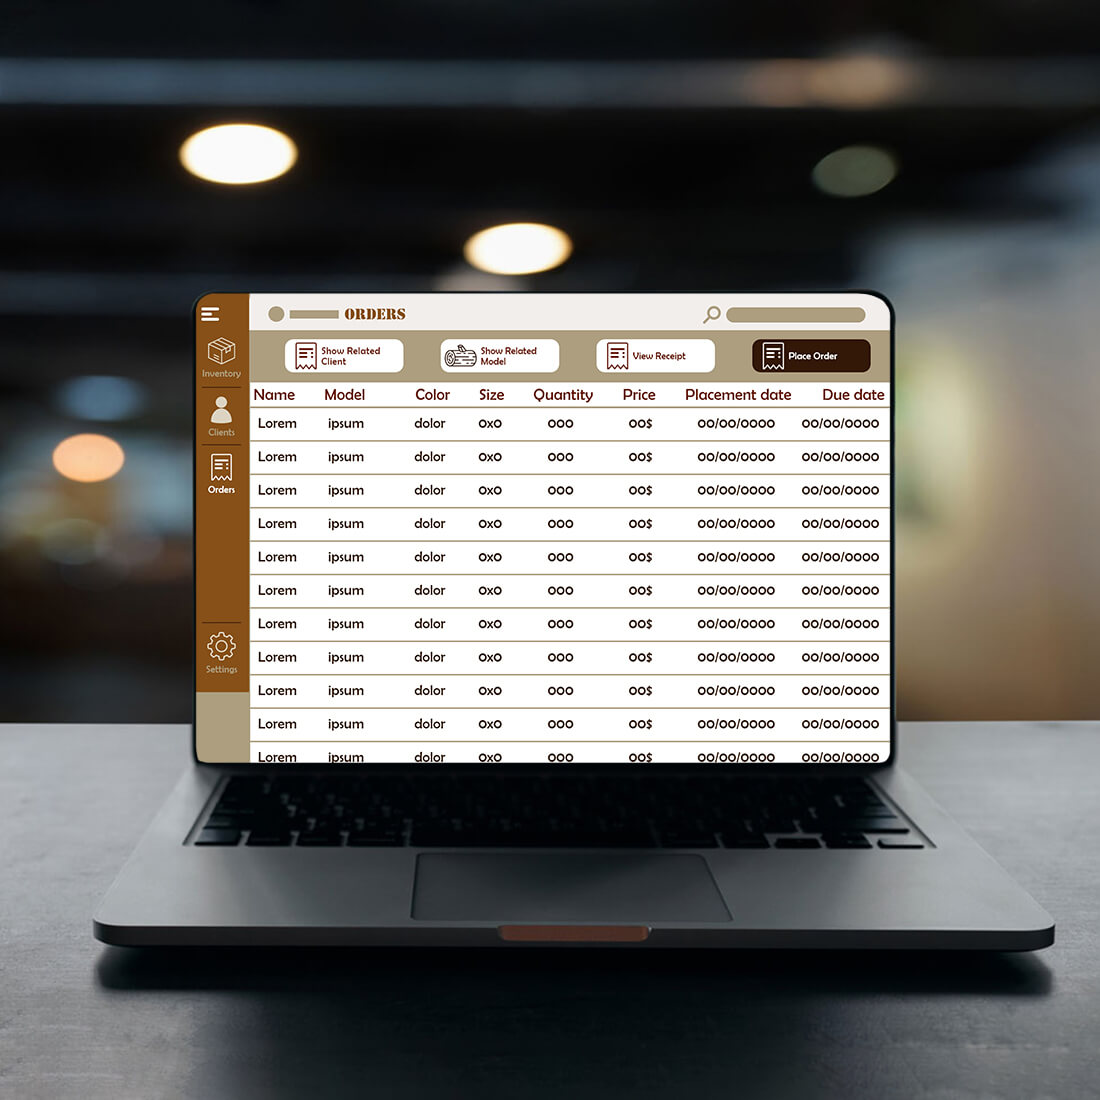 ORDERS
Show Related
Client
Show Related
Model
View Receipt
Place Order
Inventory
Clients
Orders
Settings
Name Model Color Size Quantity Price Placement date Due date
Lorem ipsum dolor 0x0 000 00$ 00/00/0000 00/00/0000
Lorem ipsum dolor 0x0 000 00$ 00/00/0000 00/00/0000
Lorem ipsum dolor 0x0 000 00$ 00/00/0000 00/00/0000
Lorem ipsum dolor 0x0 000 00$ 00/00/0000 00/00/0000
Lorem ipsum dolor 0x0 000 00$ 00/00/0000 00/00/0000
Lorem ipsum dolor 0x0 000 00$ 00/00/0000 00/00/0000
Lorem ipsum dolor 0x0 000 00$ 00/00/0000 00/00/0000
Lorem ipsum dolor 0x0 000 00$ 00/00/0000 00/00/0000
Lorem ipsum dolor 0x0 000 00$ 00/00/0000 00/00/0000
Lorem ipsum dolor 0x0 000 00$ 00/00/0000 00/00/0000
Lorem ipsum dolor 0x0 000 00$ 00/00/0000 00/00/0000